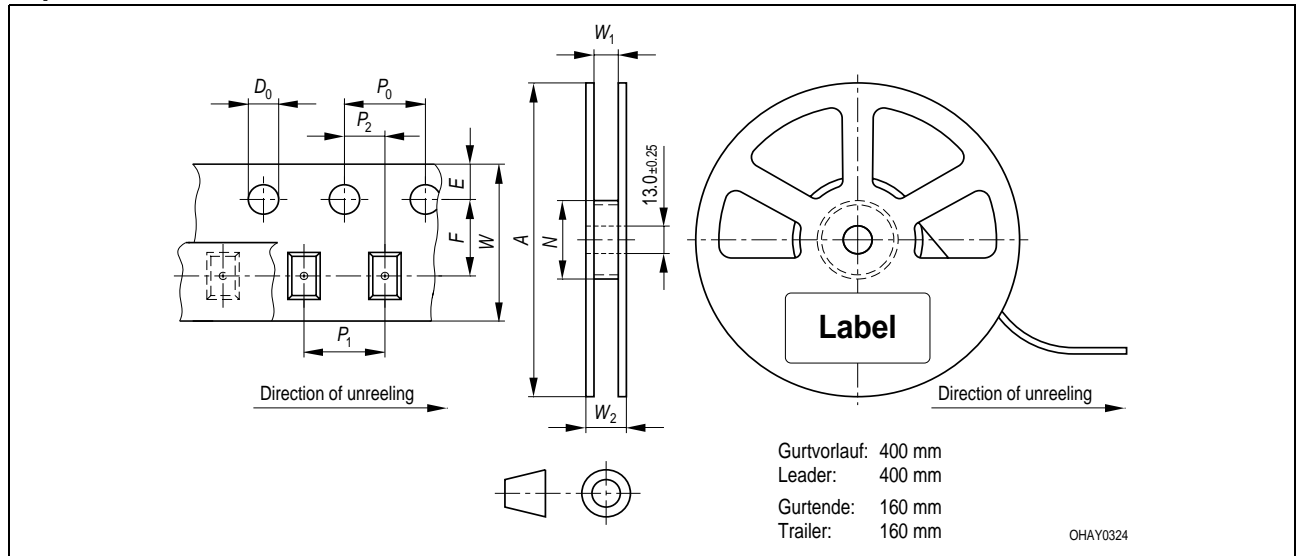 W₁
D₀
P₀
P₂
E
F
W
A
N
13.0±0.25
Label
P₁
Direction of unreeling
W₂
Direction of unreeling
Gurtvorlauf: 400 mm
Leader: 400 mm
Gurtende: 160 mm
Trailer: 160 mm
OHAY0324